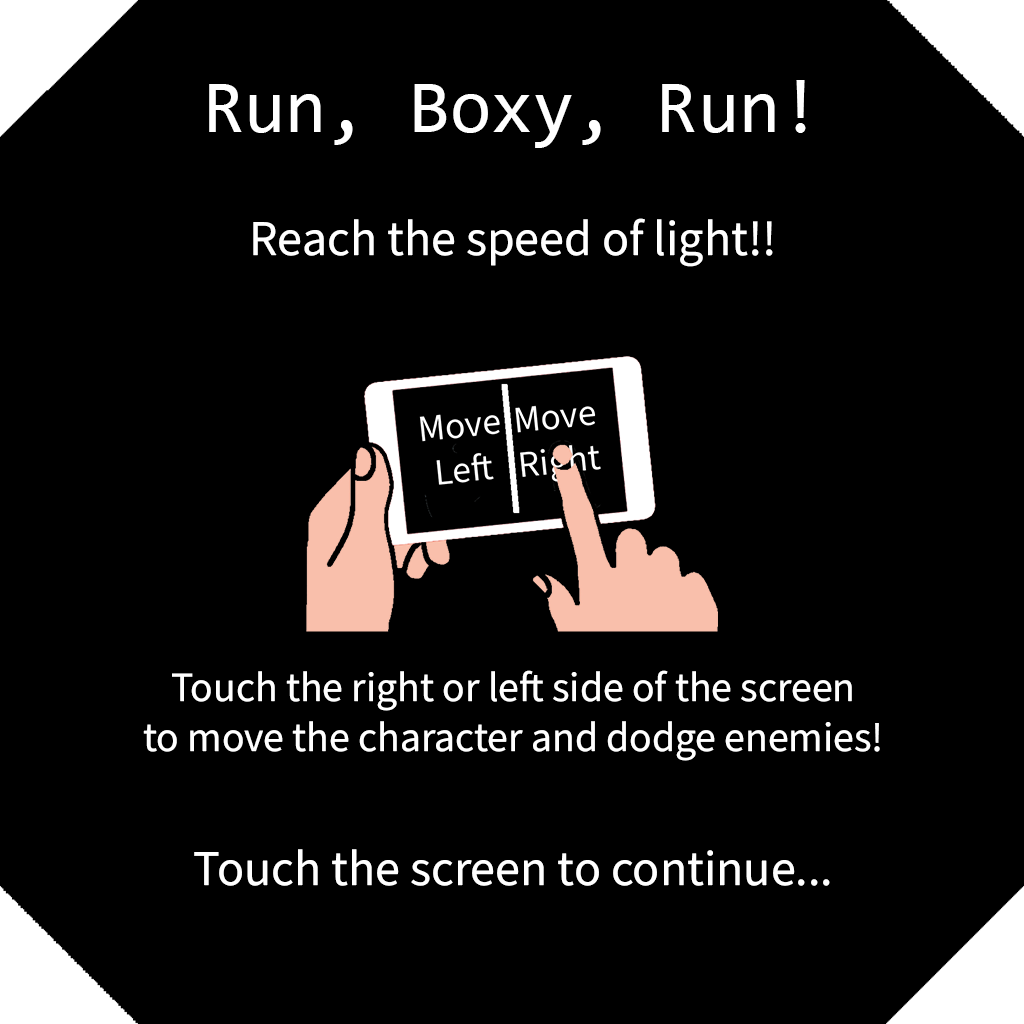 Run, Boxy, Run!
Reach the speed of light!!
Move Left
Move Right
Touch the right or left side of the screen
to move the character and dodge enemies!
Touch the screen to continue...